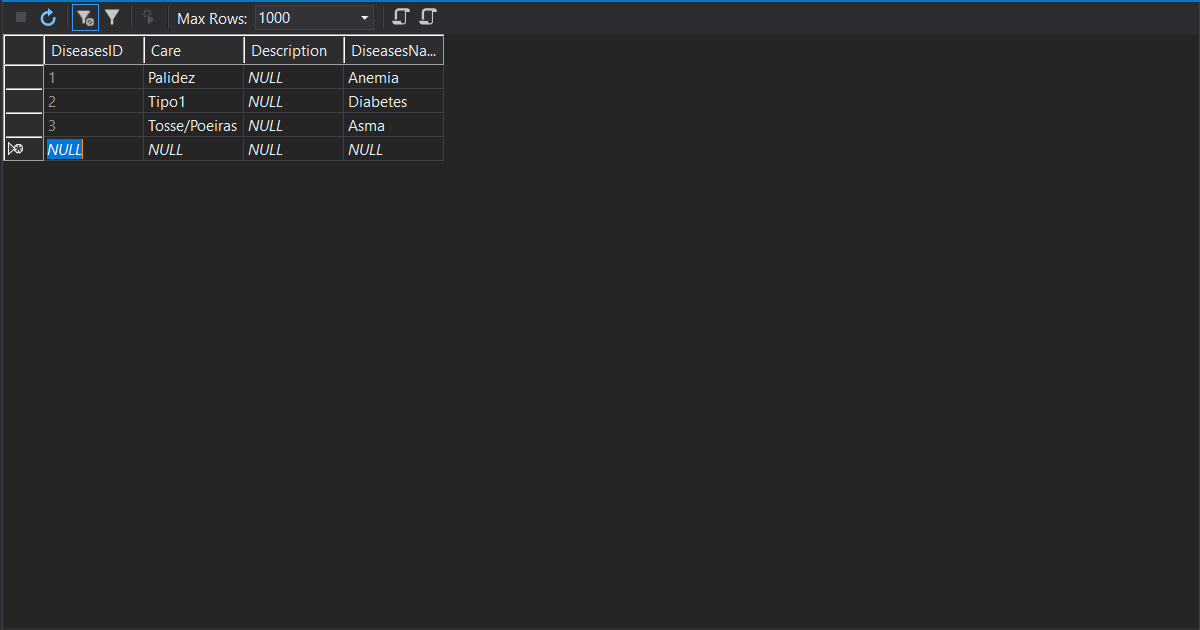 Max Rows: 1000
DiseasesID Care Description DiseasesNa...
1 Palidez NULL Anemia
2 Tipo1 NULL Diabetes
3 Tosse/Poeiras NULL Asma
NULL NULL NULL NULL